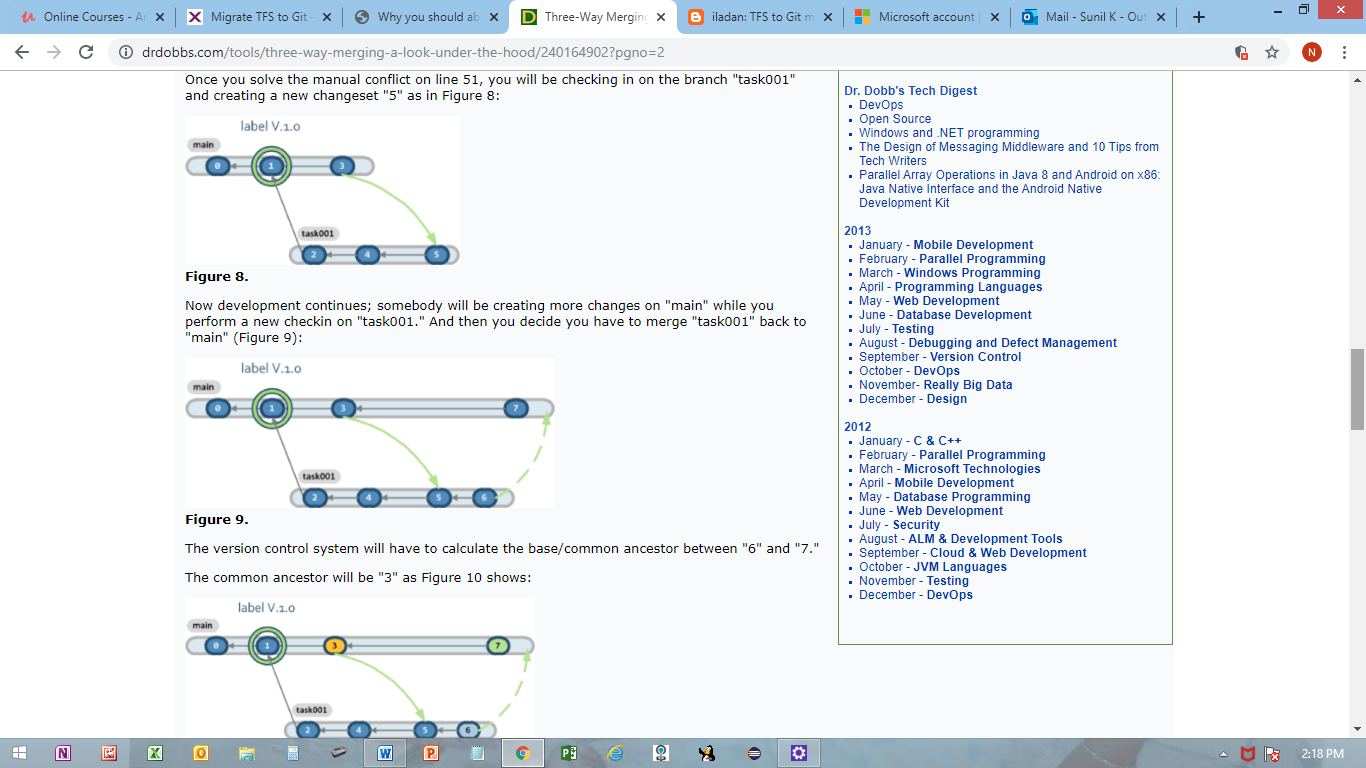 Online Courses - A
Migrate TFS to Git -
Why you should ab
Three-Way Merging
iladan: TFS to Git m
Microsoft account
Mail - Sunil K - Out
drdobbs.com/tools/three-way-merging-a-look-under-the-hood/240164902?pgno=2
N
Once you solve the manual conflict on line 51, you will be checking in on the branch "task001"
and creating a new changeset "5" as in Figure 8:
label V.1.0
main
0 1 3
task001
2 4 5
Figure 8.
Now development continues; somebody will be creating more changes on "main" while you
perform a new checkin on "task001." And then you decide you have to merge "task001" back to
"main" (Figure 9):
label V.1.0
main
0 1 3 7
task001
2 4 5 6
Figure 9.
The version control system will have to calculate the base/common ancestor between "6" and "7."
The common ancestor will be "3" as Figure 10 shows:
label V.1.0
main
0 1 3 7
task001
2 4 5 6
Dr. Dobb's Tech Digest
DevOps
Open Source
Windows and .NET programming
The Design of Messaging Middleware and 10 Tips from
Tech Writers
Parallel Array Operations in Java 8 and Android on x86:
Java Native Interface and the Android Native
Development Kit
2013
January - Mobile Development
February - Parallel Programming
March - Windows Programming
April - Programming Languages
May - Web Development
June - Database Development
July - Testing
August - Debugging and Defect Management
September - Version Control
October - DevOps
November- Really Big Data
December - Design
2012
January - C & C++
February - Parallel Programming
March - Microsoft Technologies
April - Mobile Development
May - Database Programming
June - Web Development
July - Security
August - ALM & Development Tools
September - Cloud & Web Development
October - JVM Languages
November - Testing
December - DevOps
2:18 PM